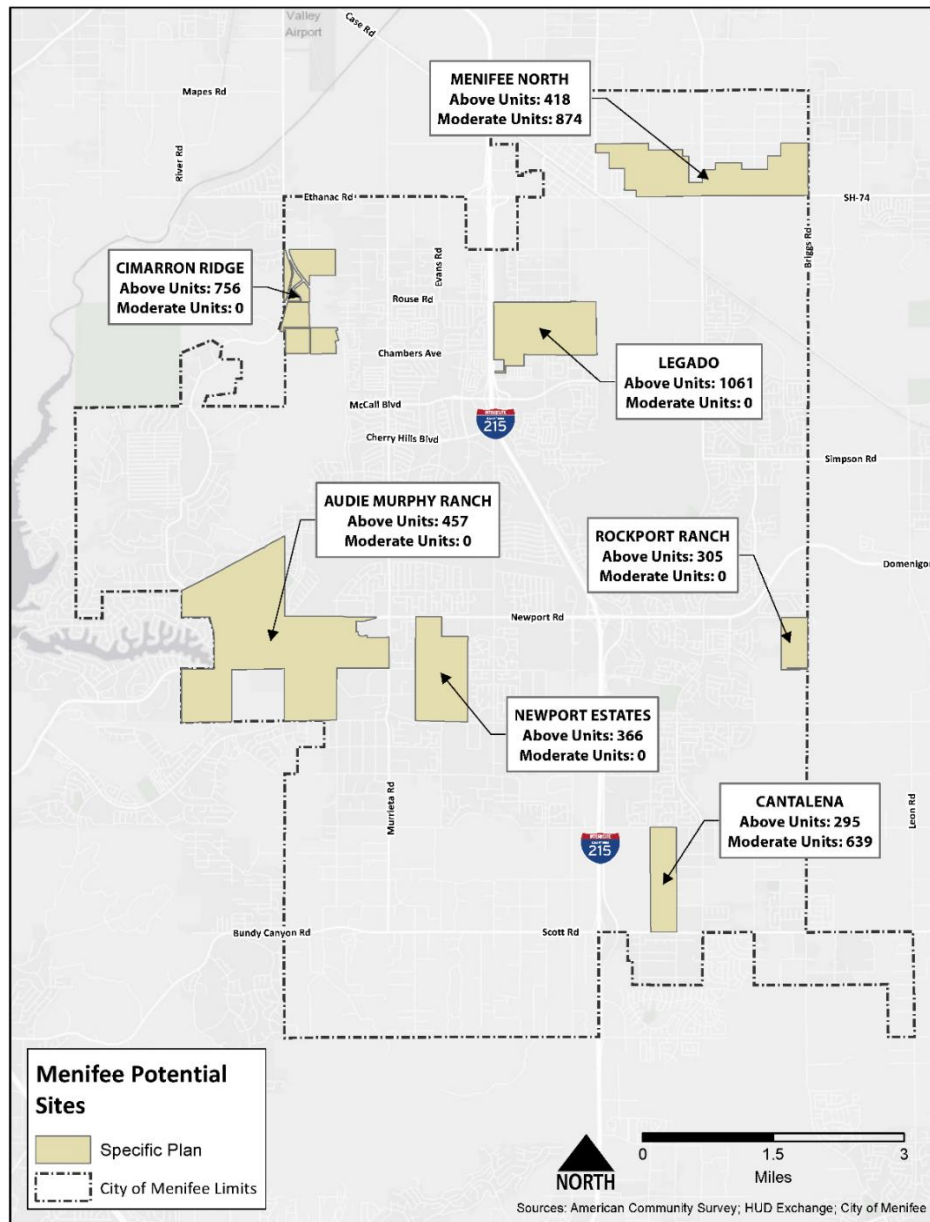 Valley
Airport
Case Rd
Mapes Rd
MENIFEE NORTH
Above Units: 418
Moderate Units: 874
River Rd
Ethanac Rd
SH-74
Briggs Rd
Evans Rd
CIMARRON RIDGE
Above Units: 756
Moderate Units: 0
Rouse Rd
Chambers Ave
LEGADO
Above Units: 1061
Moderate Units: 0
McCall Blvd
INTERSTATE
215
Cherry Hills Blvd
Simpson Rd
AUDIE MURPHY RANCH
Above Units: 457
Moderate Units: 0
ROCKPORT RANCH
Above Units: 305
Moderate Units: 0
Domenigon
Newport Rd
NEWPORT ESTATES
Above Units: 366
Moderate Units: 0
Murrieta Rd
CANTALENA
Above Units: 295
Moderate Units: 639
Leon Rd
INTERSTATE
215
Bundy Canyon Rd
Scott Rd
Menifee Potential
Sites
Specific Plan
City of Menifee Limits
NORTH
0 1.5 3
Miles
Sources: American Community Survey; HUD Exchange; City of Menifee